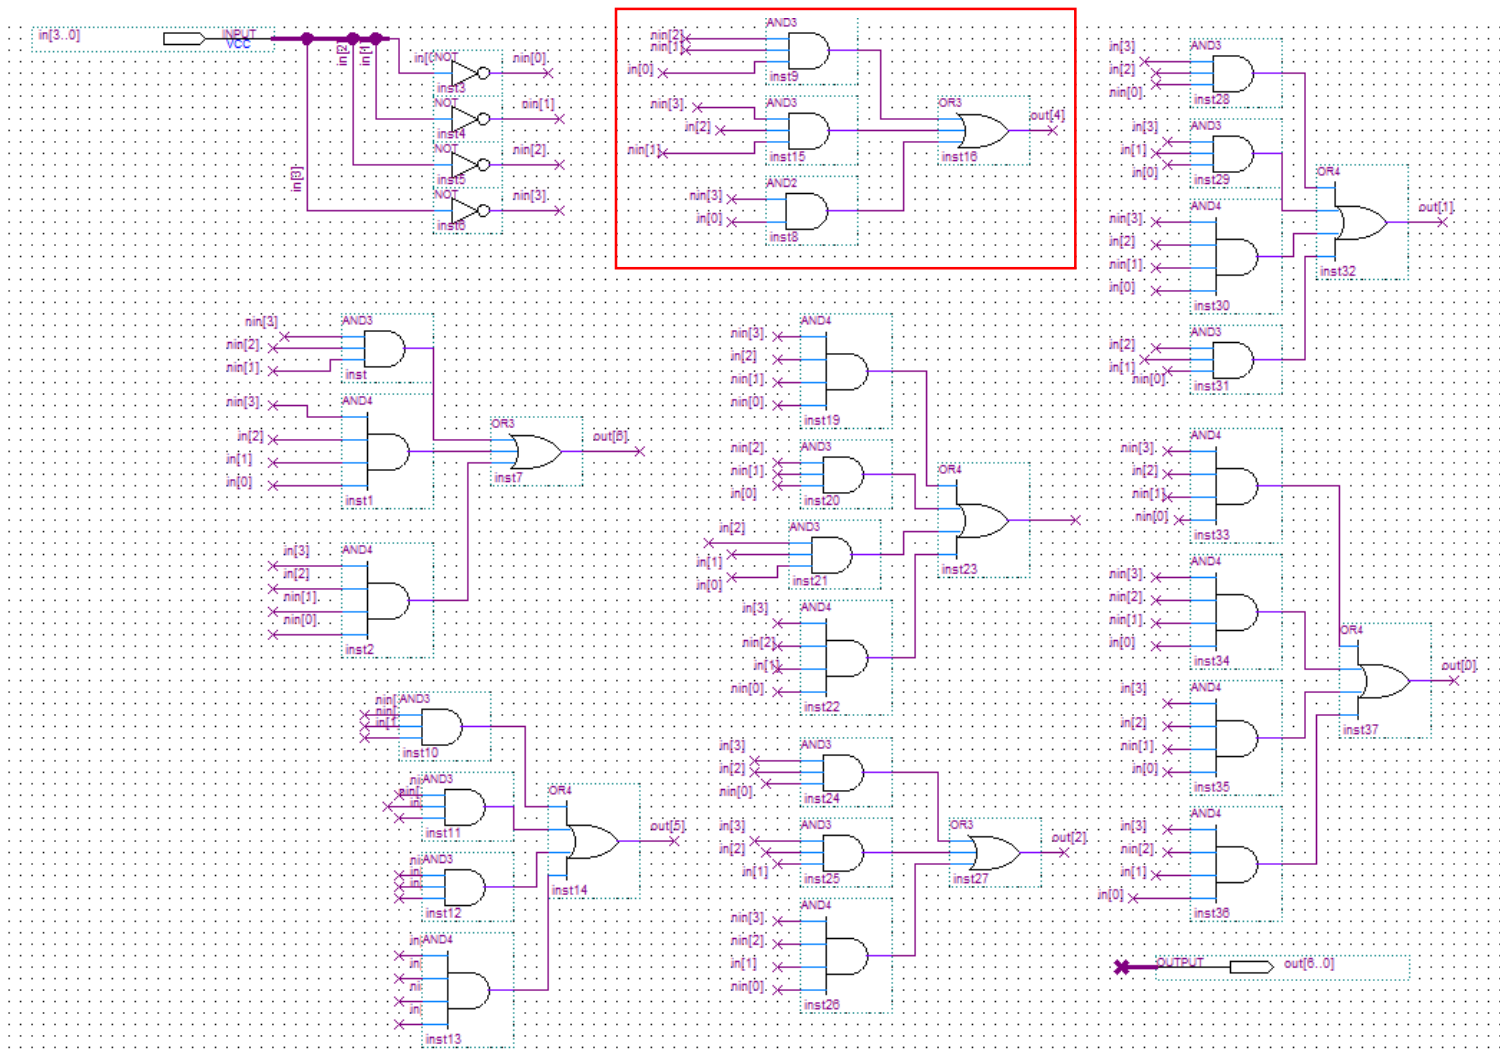 in[3..0]
INPUT
VCC
in[2]
in[1]
in[3]
NOT
inst3
nin[0]
NOT
inst4
nin[1]
NOT
inst5
nin[2]
NOT
inst6
nin[3]
AND3
nin[2]
nin[1]
in[0]
inst9
AND3
nin[3]
in[2]
nin[1]
inst15
AND2
nin[3]
in[0]
inst8
OR3
inst16
out[4]
in[3]
AND3
in[2]
nin[0]
inst28
in[3]
AND3
in[1]
in[0]
inst29
AND4
nin[3]
in[2]
nin[1]
in[0]
inst30
AND3
in[2]
in[1]
nin[0]
inst31
OR4
inst32
out[1]
nin[3]
AND3
nin[2]
nin[1]
inst
AND4
nin[3]
in[2]
in[1]
in[0]
inst1
AND4
in[3]
in[2]
nin[1]
nin[0]
inst2
OR3
inst7
out[6]
AND4
nin[3]
in[2]
nin[1]
nin[0]
inst19
AND3
nin[2]
nin[1]
in[0]
inst20
AND3
in[2]
in[1]
in[0]
inst21
AND4
in[3]
nin[2]
in[1]
nin[0]
inst22
OR4
inst23
AND4
nin[3]
in[2]
nin[1]
nin[0]
inst33
AND4
nin[3]
nin[2]
nin[1]
in[0]
inst34
AND4
in[3]
in[2]
nin[1]
in[0]
inst35
AND4
in[3]
nin[2]
in[1]
in[0]
inst36
OR4
inst37
out[0]
AND3
inst10
AND3
inst11
AND3
inst12
AND4
inst13
OR4
inst14
out[5]
AND3
in[3]
in[2]
nin[0]
inst24
AND3
in[3]
in[2]
in[1]
inst25
AND4
nin[3]
nin[2]
in[1]
nin[0]
inst26
OR3
inst27
out[2]
OUTPUT
out[6..0]